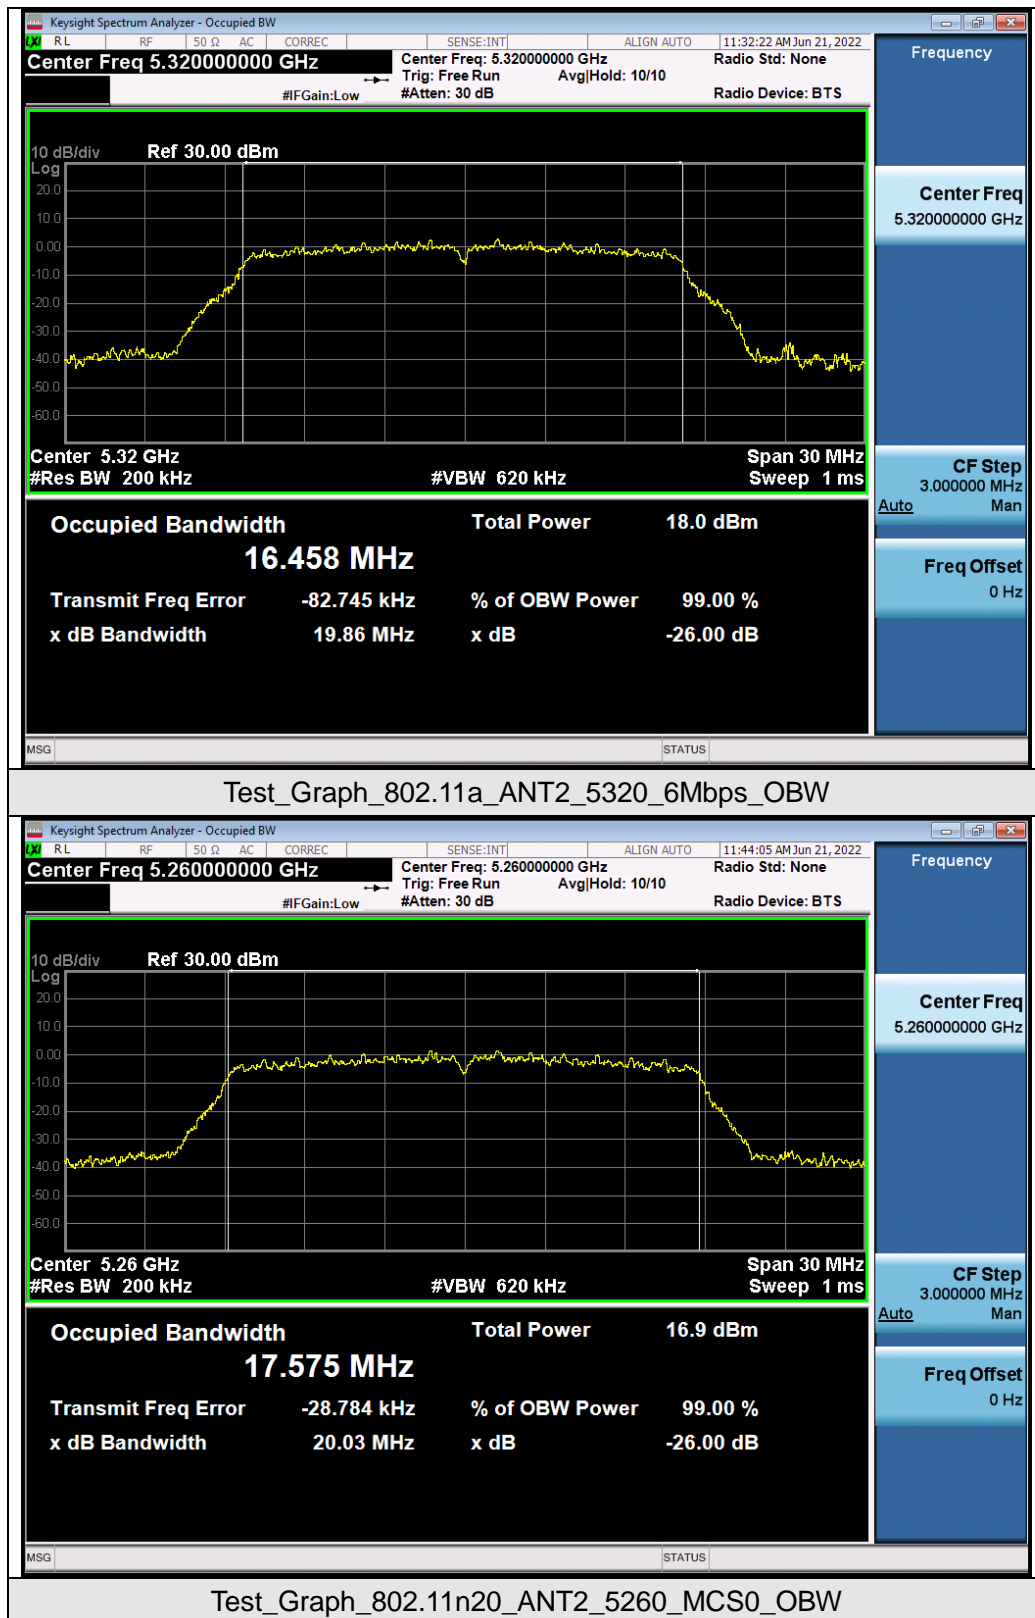 Keysight Spectrum Analyzer - Occupied BW
LXI RL RF 50 Ω AC CORREC SENSE:INT ALIGN AUTO 11:32:22 AM Jun 21, 2022
Center Freq 5.320000000 GHz Center Freq: 5.320000000 GHz Radio Std: None Frequency
Trig: Free Run Avg|Hold: 10/10
#IFGain:Low #Atten: 30 dB Radio Device: BTS
10 dB/div Ref 30.00 dBm
Log
20.0
10.0
0.00
-10.0
-20.0
-30.0
-40.0
-50.0
-60.0
Center Freq
5.320000000 GHz
Center 5.32 GHz Span 30 MHz
#Res BW 200 kHz #VBW 620 kHz Sweep 1 ms
CF Step
3.000000 MHz
Auto Man
Occupied Bandwidth Total Power 18.0 dBm
16.458 MHz
Transmit Freq Error -82.745 kHz % of OBW Power 99.00 %
x dB Bandwidth 19.86 MHz x dB -26.00 dB
Freq Offset
0 Hz
MSG STATUS
Test_Graph_802.11a_ANT2_5320_6Mbps_OBW
Keysight Spectrum Analyzer - Occupied BW
LXI RL RF 50 Ω AC CORREC SENSE:INT ALIGN AUTO 11:44:05 AM Jun 21, 2022
Center Freq 5.260000000 GHz Center Freq: 5.260000000 GHz Radio Std: None Frequency
Trig: Free Run Avg|Hold: 10/10
#IFGain:Low #Atten: 30 dB Radio Device: BTS
10 dB/div Ref 30.00 dBm
Log
20.0
10.0
0.00
-10.0
-20.0
-30.0
-40.0
-50.0
-60.0
Center Freq
5.260000000 GHz
Center 5.26 GHz Span 30 MHz
#Res BW 200 kHz #VBW 620 kHz Sweep 1 ms
CF Step
3.000000 MHz
Auto Man
Occupied Bandwidth Total Power 16.9 dBm
17.575 MHz
Transmit Freq Error -28.784 kHz % of OBW Power 99.00 %
x dB Bandwidth 20.03 MHz x dB -26.00 dB
Freq Offset
0 Hz
MSG STATUS
Test_Graph_802.11n20_ANT2_5260_MCS0_OBW